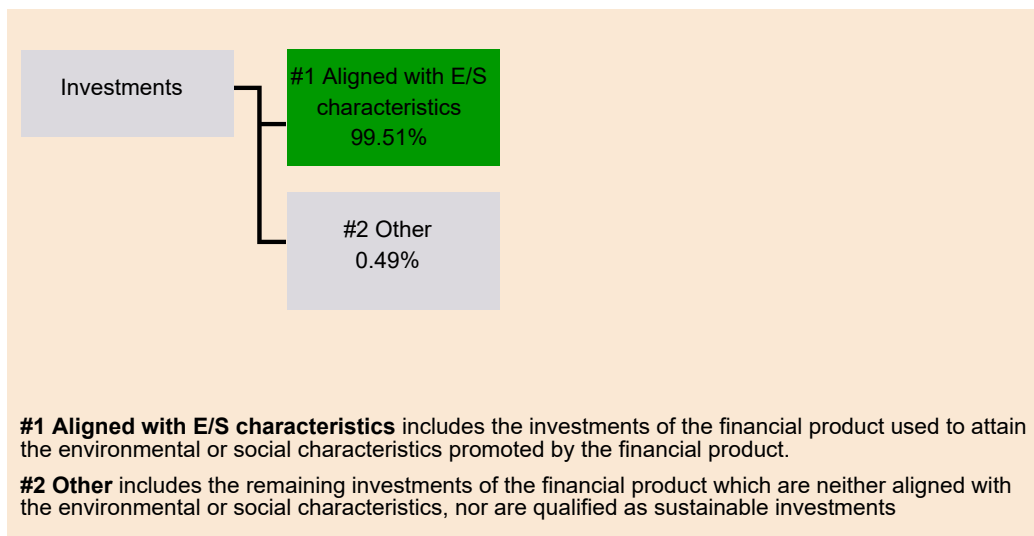 Investments
#1 Aligned with E/S
characteristics
99.51%
#2 Other
0.49%
#1 Aligned with E/S characteristics includes the investments of the financial product used to attain
the environmental or social characteristics promoted by the financial product.
#2 Other includes the remaining investments of the financial product which are neither aligned with
the environmental or social characteristics, nor are qualified as sustainable investments